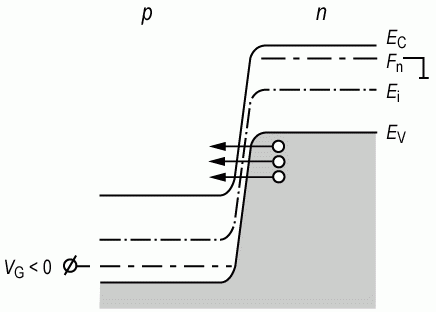 p n
E_C
F_n
E_i
E_V
V_G < 0